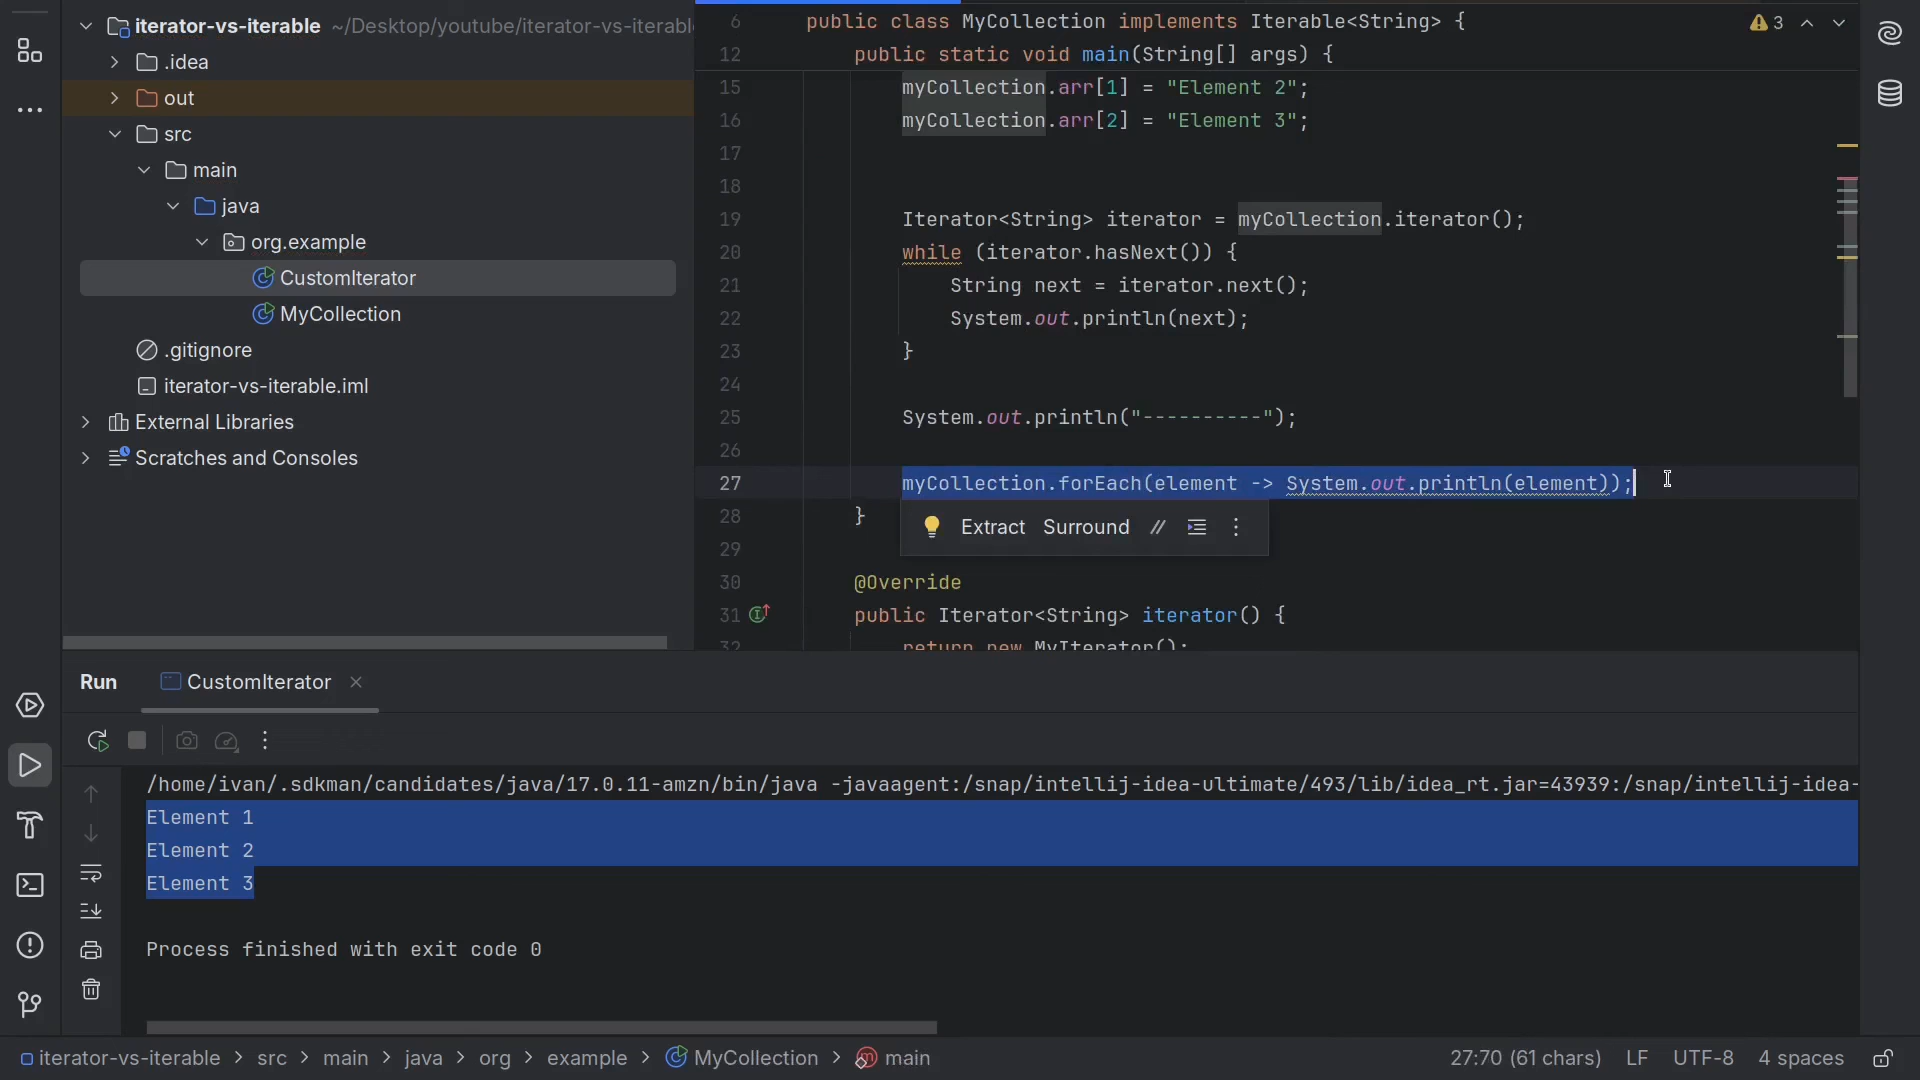 iterator-vs-iterable ~/Desktop/youtube/iterator-vs-iterabl
.idea
out
src
main
java
org.example
CustomIterator
MyCollection
.gitignore
iterator-vs-iterable.iml
External Libraries
Scratches and Consoles
6 public class MyCollection implements Iterable<String> {
3
12 public static void main(String[] args) {
15 myCollection.arr[1] = "Element 2";
16 myCollection.arr[2] = "Element 3";
17
18
19 Iterator<String> iterator = myCollection.iterator();
20 while (iterator.hasNext()) {
21 String next = iterator.next();
22 System.out.println(next);
23 }
24
25 System.out.println("----------");
26
27 myCollection.forEach(element -> System.out.println(element));
28 }
Extract Surround //
29
30 @Override
31 public Iterator<String> iterator() {
32 return new MyIterator();
Run CustomIterator
/home/ivan/.sdkman/candidates/java/17.0.11-amzn/bin/java -javaagent:/snap/intellij-idea-ultimate/493/lib/idea_rt.jar=43939:/snap/intellij-idea-
Element 1
Element 2
Element 3
Process finished with exit code 0
iterator-vs-iterable > src > main > java > org > example > MyCollection > main
27:70 (61 chars) LF UTF-8 4 spaces